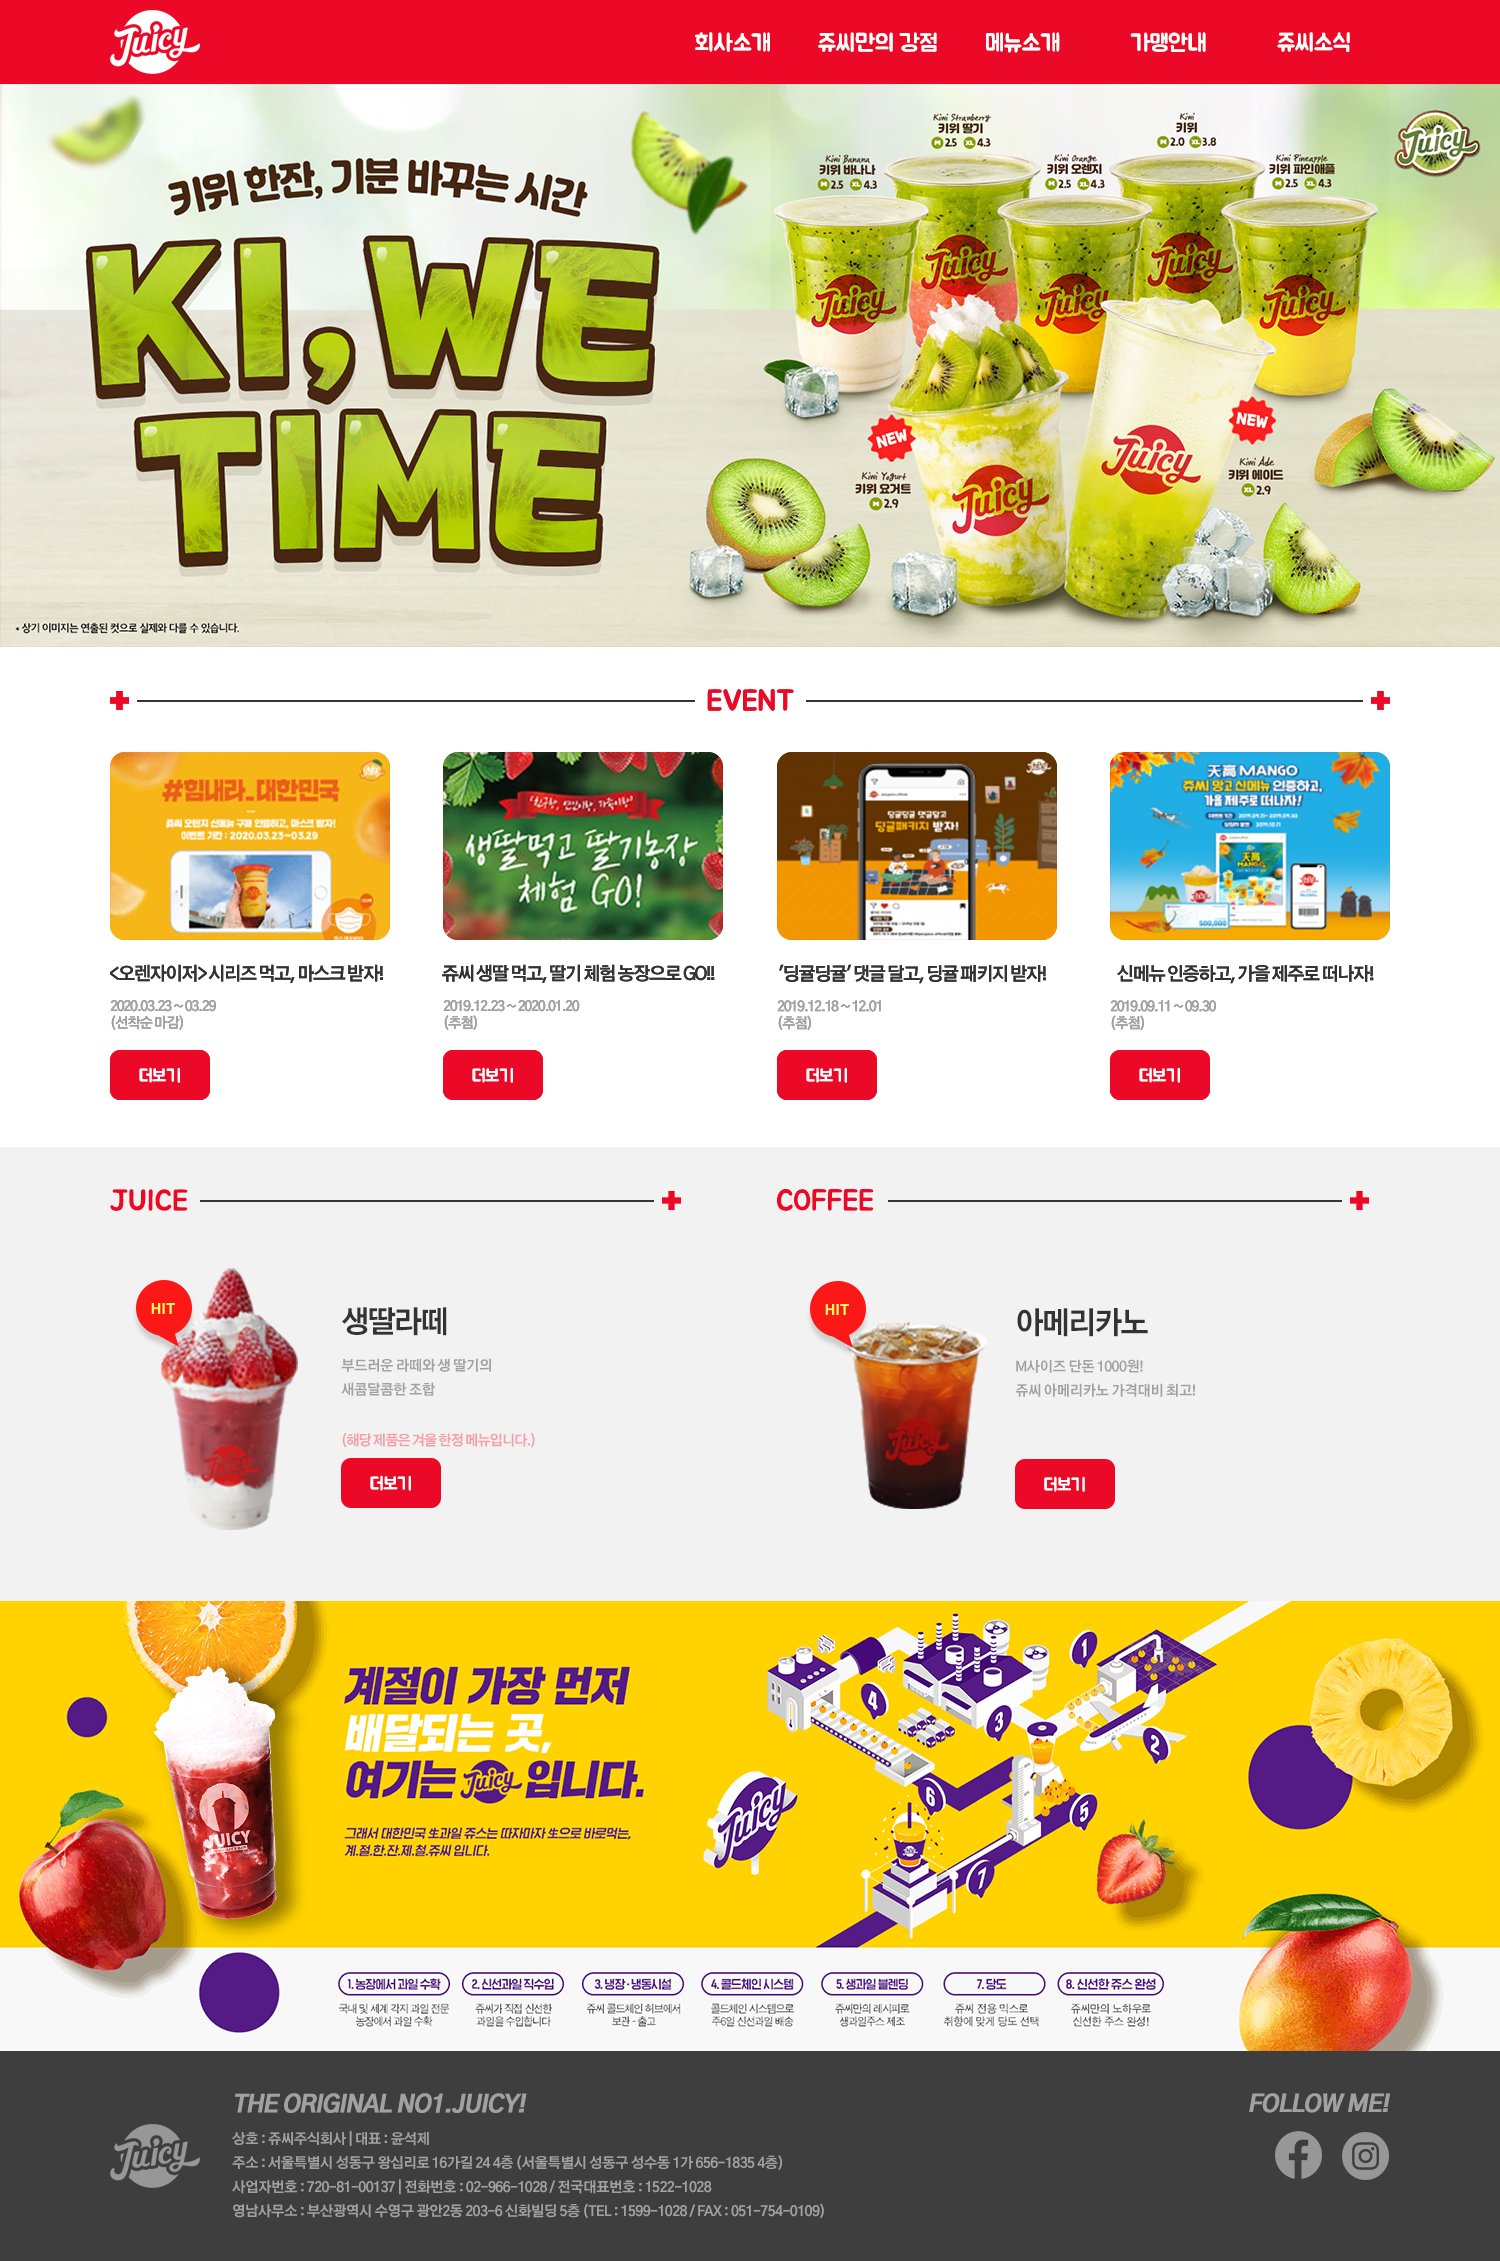 Juicy
회사소개
쥬씨만의 강점
메뉴소개
가맹안내
쥬씨소식
키위 한잔, 기분 바꾸는 시간
KI,WE
TIME
Kiwi Banana
키위 바나나
M 2.5 XL 4.3
Kiwi Strawberry
키위 딸기
M 2.5 XL 4.3
Kiwi Orange
키위 오렌지
M 2.5 XL 4.3
Kiwi
키위
M 2.0 XL 3.8
Kiwi Pineapple
키위 파인애플
M 2.5 XL 4.3
Juicy
Juicy
Juicy
Juicy
Juicy
Juicy
NEW
Kiwi Yogurt
키위 요거트
M 2.9
Juicy
Juicy
NEW
Kiwi Ade
키위 에이드
XL 2.9
• 상기 이미지는 연출된 컷으로 실제와 다를 수 있습니다.
EVENT
#힘내라_대한민국
쥬씨 오렌지 신메뉴 구매 인증하고, 마스크 받자!
이벤트 기간 : 2020.03.23~03.29
친구랑, 연인이랑, 가족이랑!
생딸먹고 딸기농장
체험 GO!
딩귤딩귤 댓글달고
딩귤패키지 받자!
天高 MANGO
쥬씨 망고 신메뉴 인증하고,
가을 제주로 떠나자!
天高
MANGO
500,000
<오렌자이저> 시리즈 먹고, 마스크 받자!
2020.03.23 ~ 03.29
(선착순 마감)
더보기
쥬씨 생딸 먹고, 딸기 체험 농장으로 GO!!
2019.12.23 ~ 2020.01.20
(추첨)
더보기
'딩귤딩귤' 댓글 달고, 딩귤 패키지 받자!
2019.12.18 ~ 12.01
(추첨)
더보기
신메뉴 인증하고, 가을 제주로 떠나자!
2019.09.11 ~ 09.30
(추첨)
더보기
JUICE
HIT
Juicy
생딸라떼
부드러운 라떼와 생 딸기의
새콤달콤한 조합
(해당 제품은 겨울 한정 메뉴입니다.)
더보기
COFFEE
HIT
Juicy
아메리카노
M사이즈 단돈 1000원!
쥬씨 아메리카노 가격대비 최고!
더보기
계절이 가장 먼저
배달되는 곳,
여기는 Juicy 입니다.
그래서 대한민국 生과일 쥬스는 따자마자 生으로 바로먹는,
계.절.한.잔.제.철.쥬씨 입니다.
JUICY
1
2
3
4
5
6
7
Juicy
1. 농장에서 과일 수확
국내 및 세계 각지 과일 전문
농장에서 과일 수확
2. 신선과일 직수입
쥬씨가 직접 신선한
과일을 수입합니다
3. 냉장·냉동시설
쥬씨 콜드체인 허브에서
보관 - 출고
4. 콜드체인 시스템
콜드체인 시스템으로
주6일 신선과일 배송
5. 생과일 블렌딩
쥬씨만의 레시피로
생과일주스 제조
7. 당도
쥬씨 전용 믹스로
취향에 맞게 당도 선택
8. 신선한 쥬스 완성
쥬씨만의 노하우로
신선한 주스 완성!
Juicy
THE ORIGINAL NO1.JUICY!
상호 : 쥬씨주식회사 | 대표 : 윤석제
주소 : 서울특별시 성동구 왕십리로 16가길 24 4층 (서울특별시 성동구 성수동 1가 656-1835 4층)
사업자번호 : 720-81-00137 | 전화번호 : 02-966-1028 / 전국대표번호 : 1522-1028
영남사무소 : 부산광역시 수영구 광안2동 203-6 신화빌딩 5층 (TEL : 1599-1028 / FAX : 051-754-0109)
FOLLOW ME!